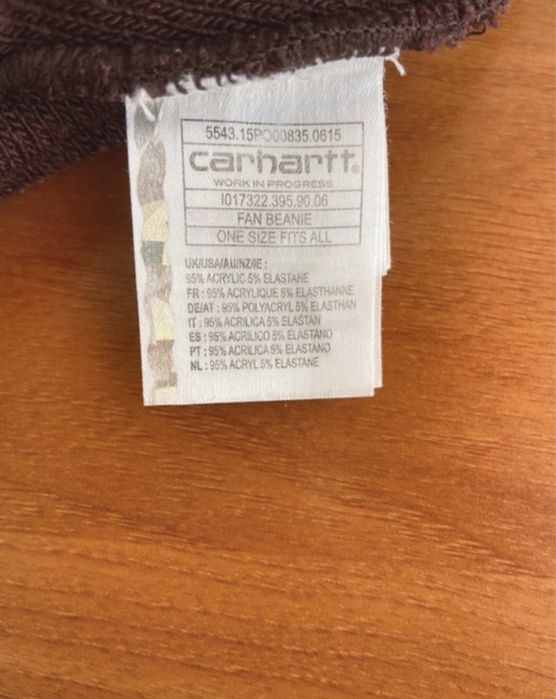 5543.15PO00835.0615
carhartt.
WORK IN PROGRESS
I017322.395.90.06
FAN BEANIE
ONE SIZE FITS ALL
UK/USA/AU/NZ/IE :
95% ACRYLIC 5% ELASTANE
FR : 95% ACRYLIQUE 5% ELASTHANNE
DE/AT : 95% POLYACRYL 5% ELASTHAN
IT : 95% ACRILICA 5% ELASTAN
ES : 95% ACRILICO 5% ELASTANO
PT : 95% ACRILICA 5% ELASTANO
NL : 95% ACRYL 5% ELASTANE